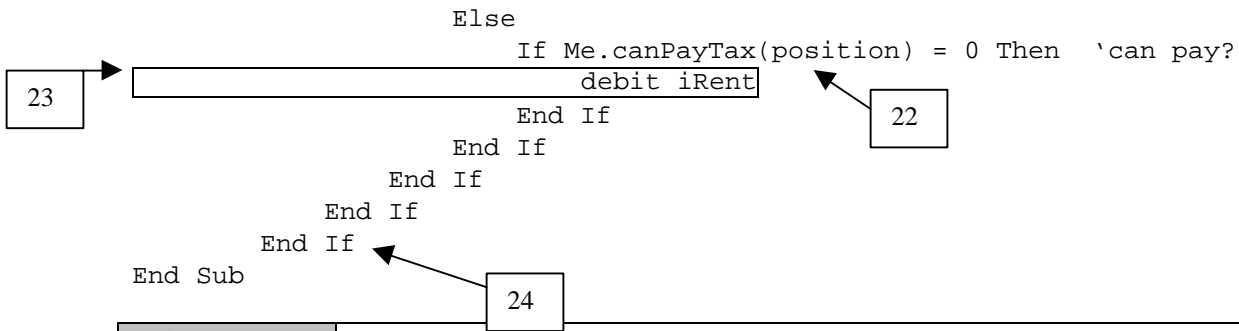 Else
If Me.canPayTax(position) = 0 Then ‘can pay?
23
debit iRent
End If
22
End If
End If
End If
End If
End Sub
24